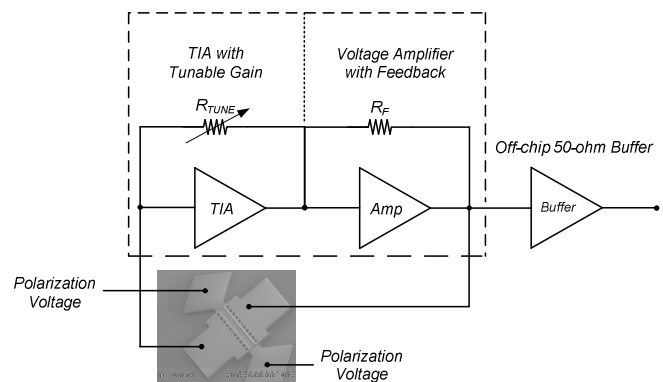 TIA with
Tunable Gain
Voltage Amplifier
with Feedback
R_TUNE
R_F
Off-chip 50-ohm Buffer
TIA
Amp
Buffer
Polarization
Voltage
Polarization
Voltage